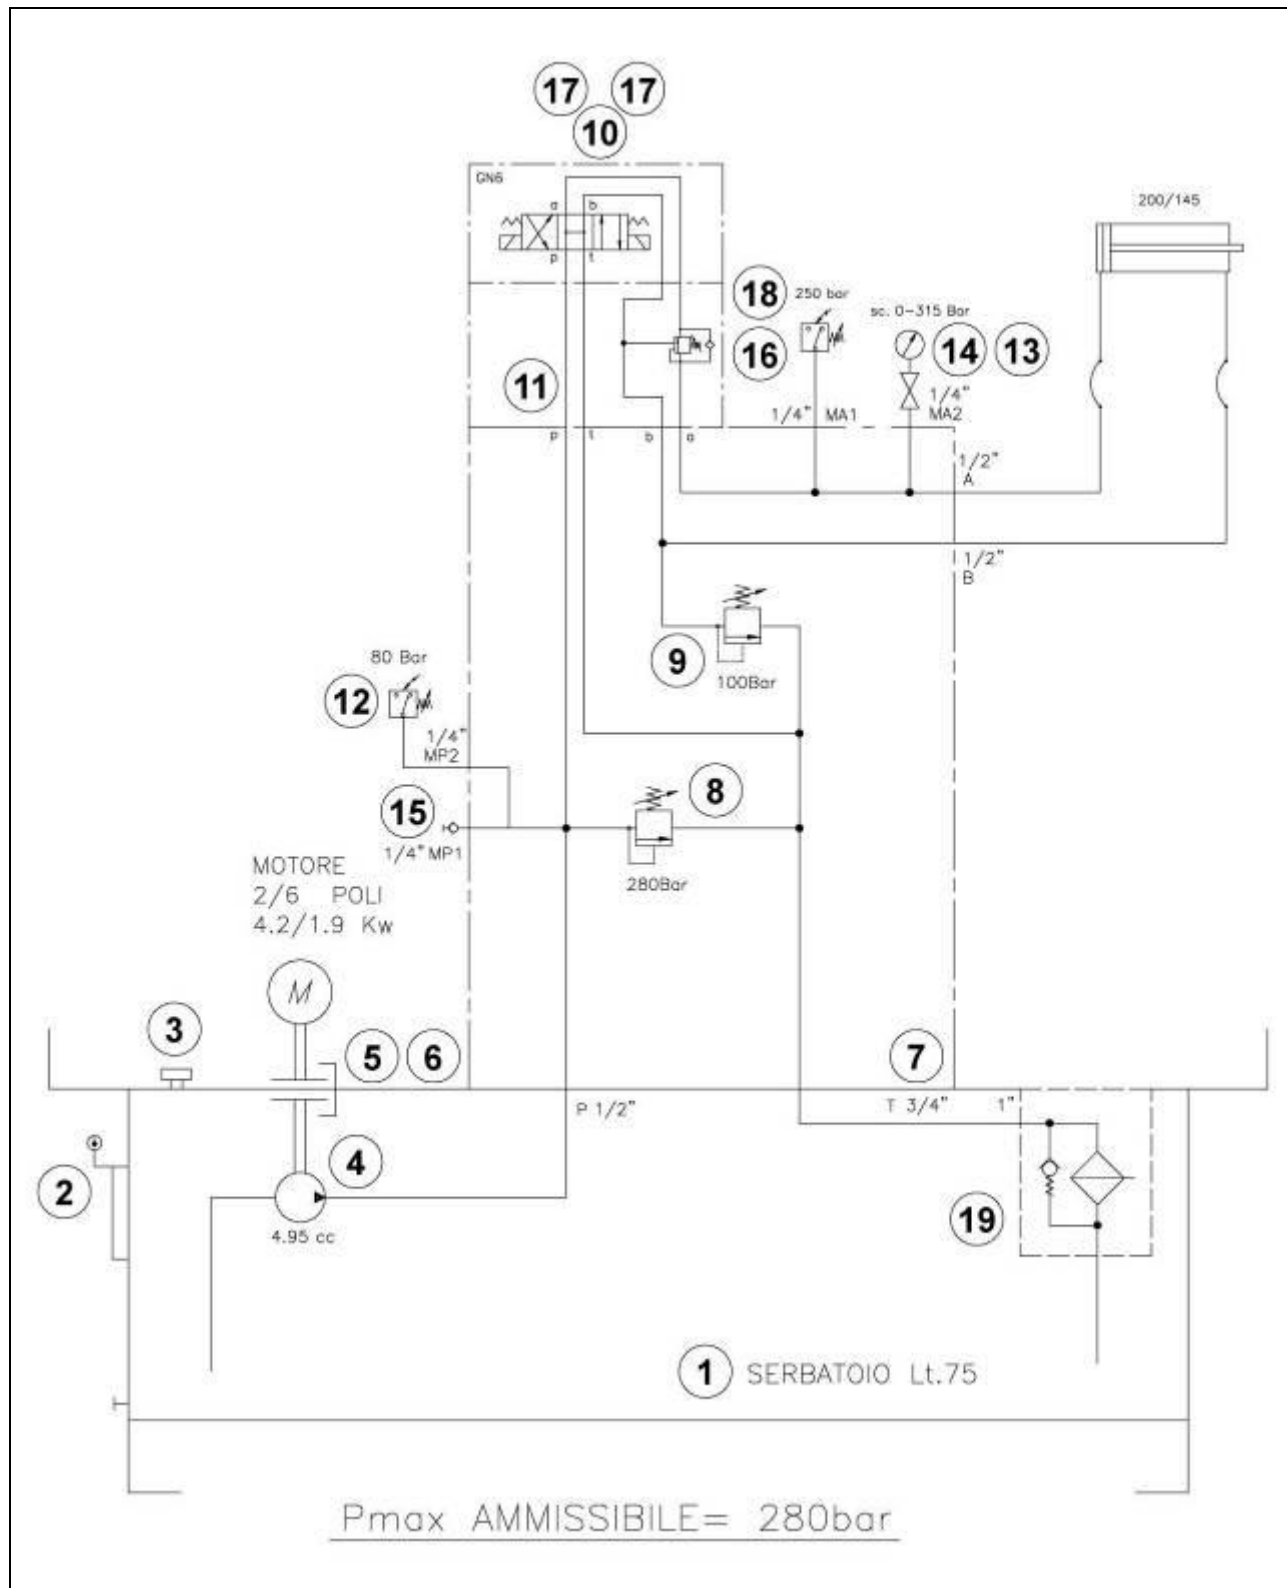 17 17
10
GN6
a b
p t
200/145
18 250 bar
sc. 0-315 Bar
16 14 13
11
1/4" MA1
1/4"
MA2
p t b a
1/2"
A
1/2"
B
9
100Bar
80 Bar
12
1/4"
MP2
8
15
1/4" MP1
280Bar
MOTORE
2/6 POLI
4.2/1.9 Kw
M
3
5 6 7
P 1/2" T 3/4" 1"
4
2
4.95 cc
19
1 SERBATOIO Lt.75
Pmax AMMISSIBILE= 280bar